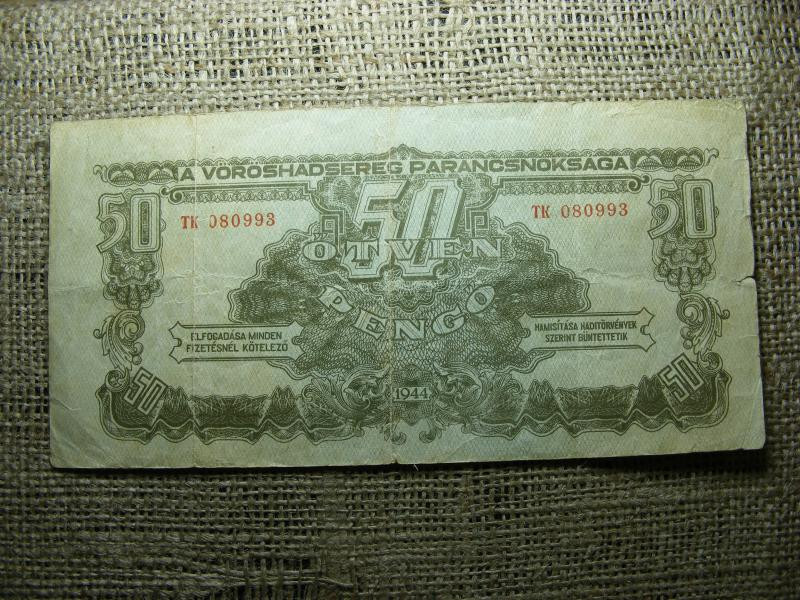 A VÖRÖSHADSEREG PARANCSNOKSÁGA
50 50 50
TK 080993 TK 080993
ÖTVEN
PENGŐ
ELFOGADÁSA MINDEN
FIZETÉSNÉL KÖTELEZŐ
HAMISÍTÁSA HADITÖRVÉNYEK
SZERINT BÜNTETTETIK
50 1944 50